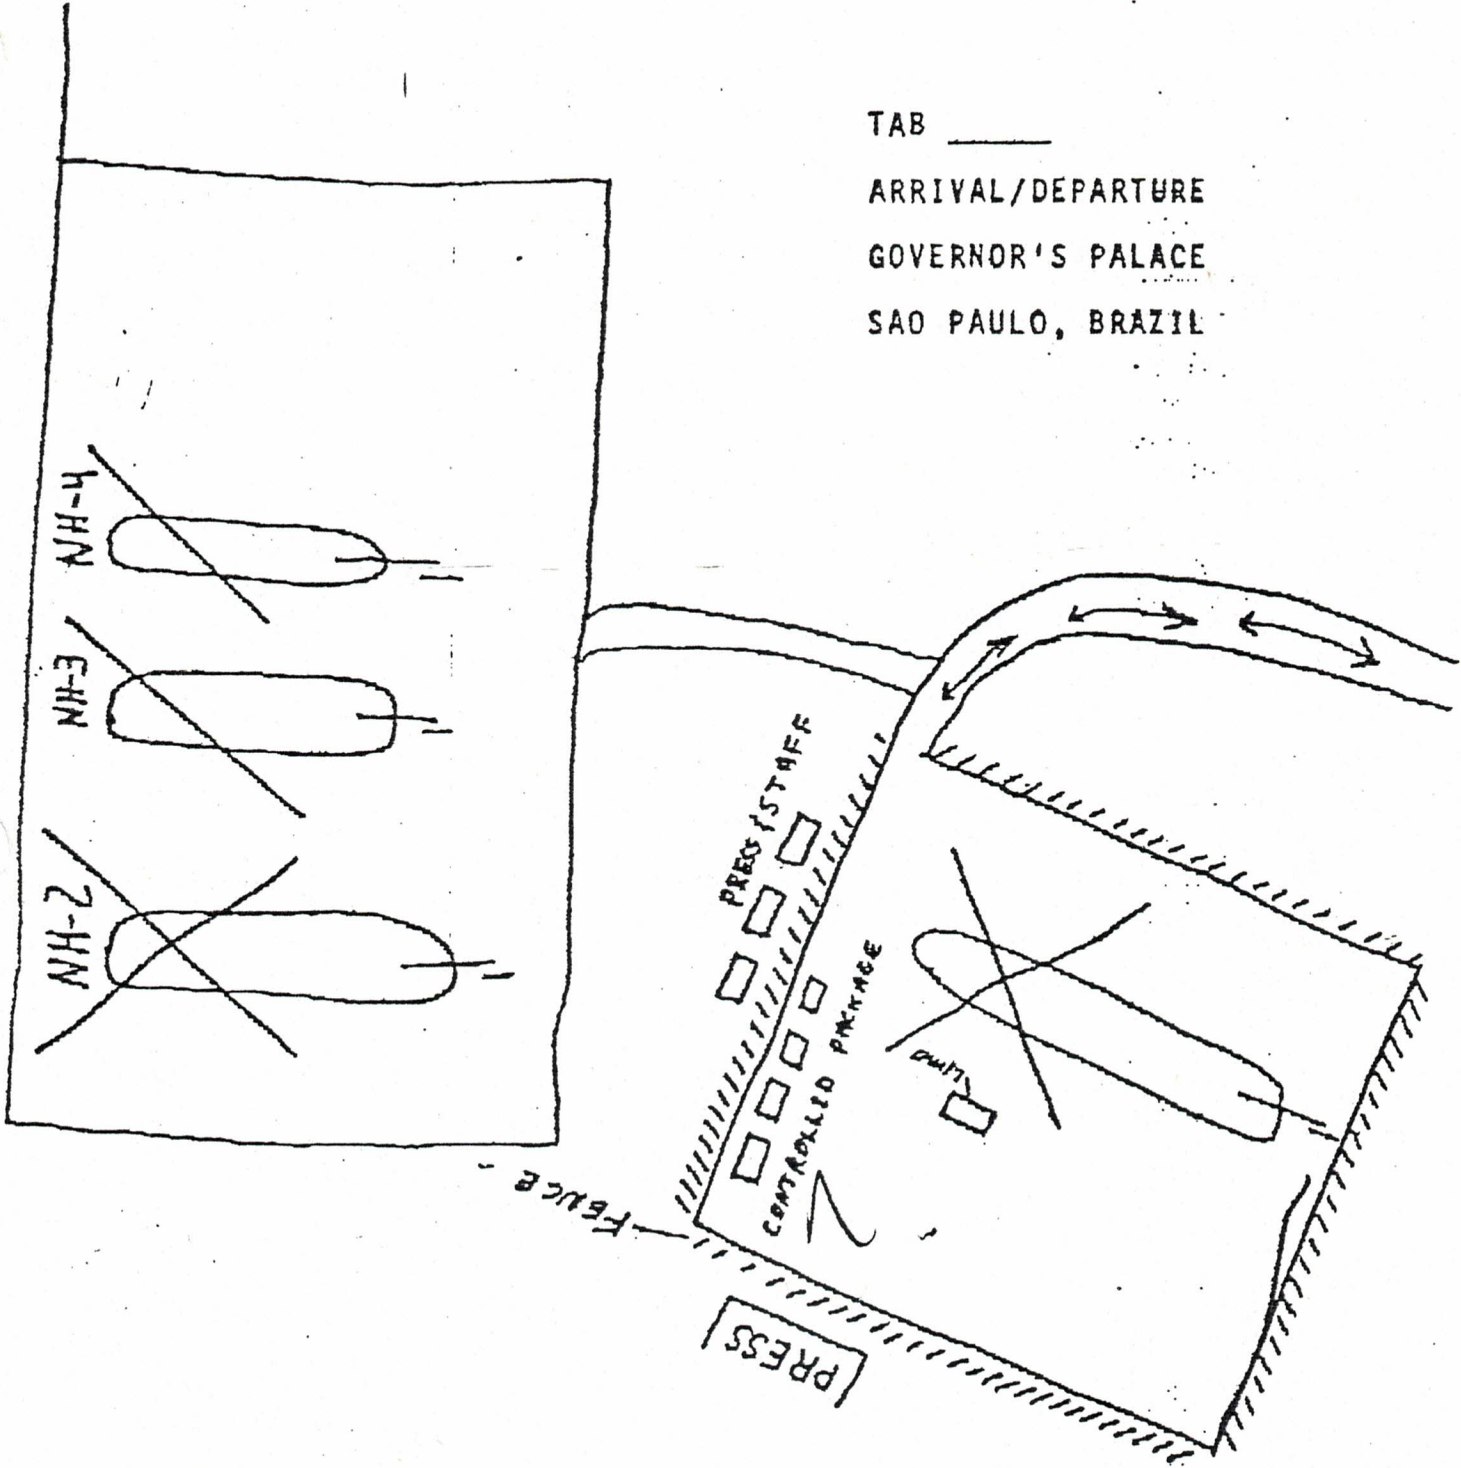 TAB
ARRIVAL/DEPARTURE
GOVERNOR'S PALACE
SAO PAULO, BRAZIL
NH-4
NH-3
NH-2
PRESS/STAFF
CONTROLLED PACKAGE
FENCE
PRESS